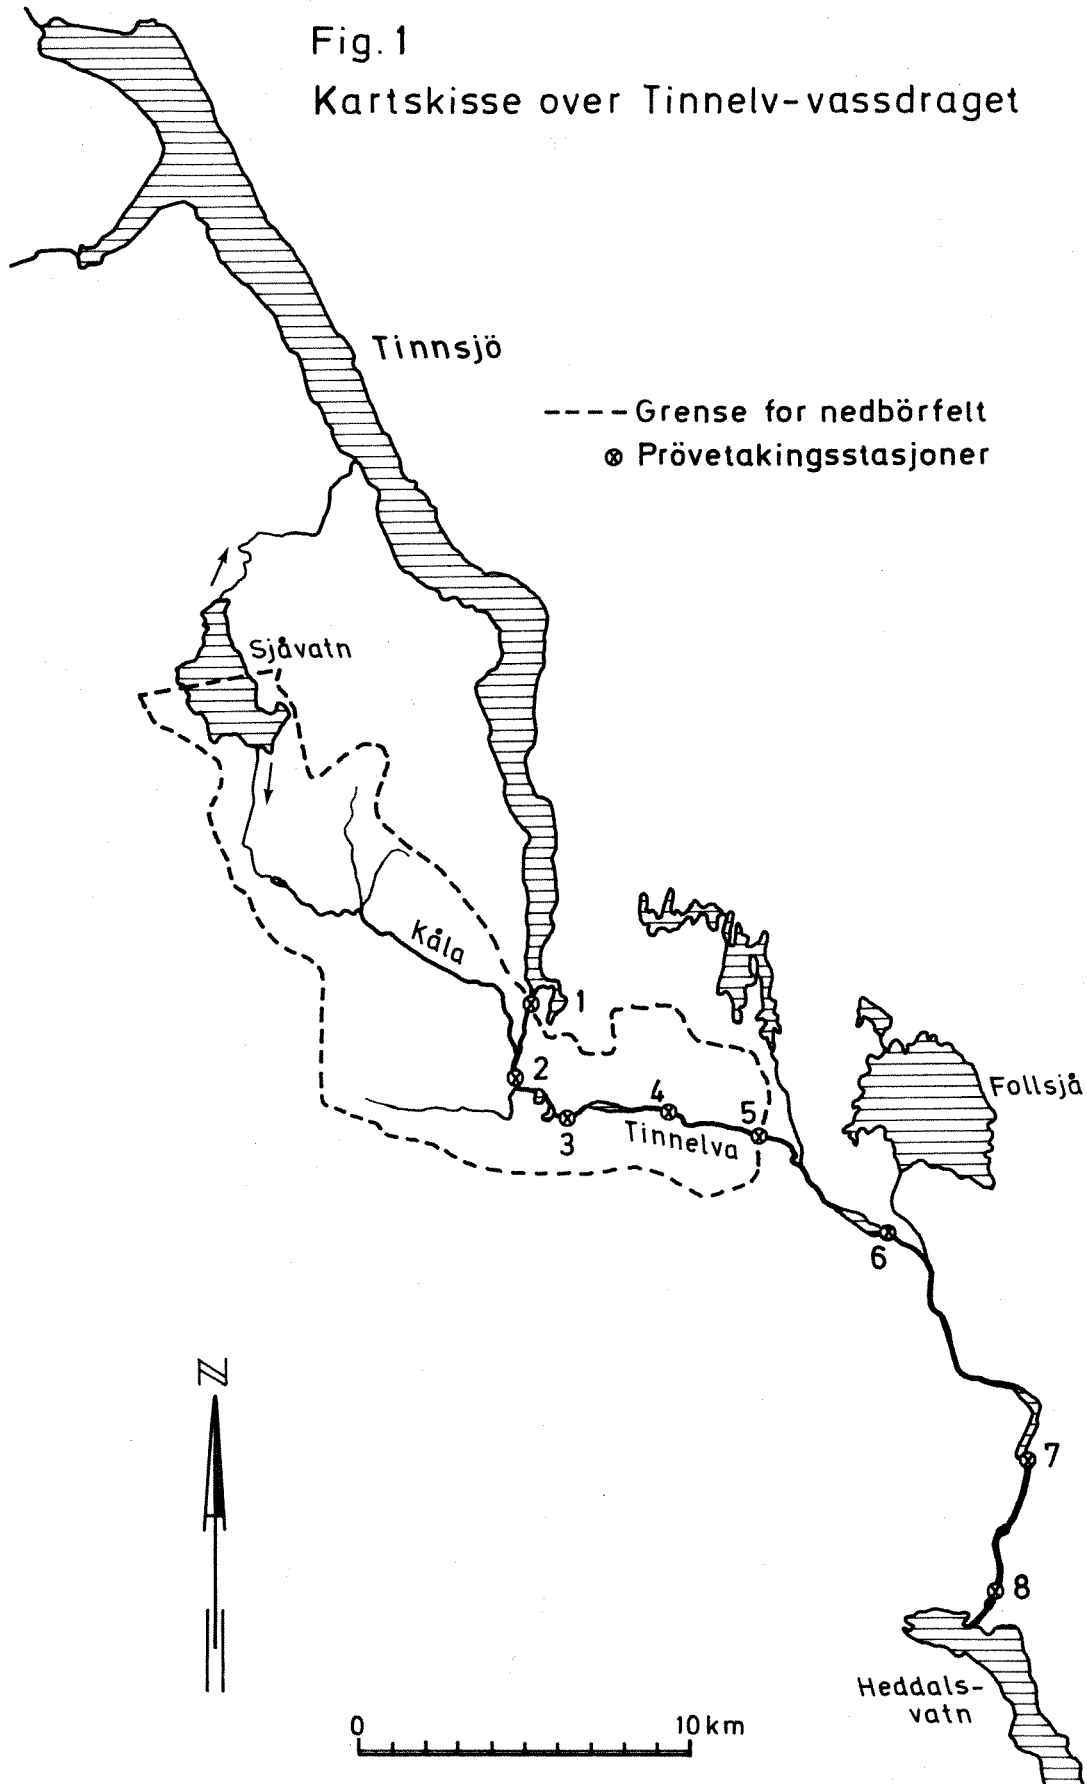 Fig. 1
Kartskisse over Tinnelv-vassdraget
Tinnsjö
---- Grense for nedbörfelt
⊗ Prövetakingsstasjoner
Sjåvatn
Kåla
1
2
3
4
5
Tinnelva
Follsjå
6
N
7
8
Heddals-
vatn
0 10 km